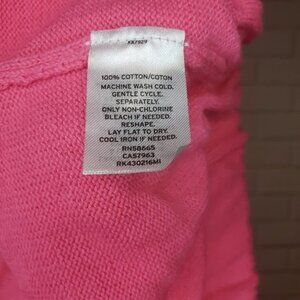 100% COTTON/COTON
MACHINE WASH COLD.
GENTLE CYCLE.
SEPARATELY.
ONLY NON-CHLORINE
BLEACH IF NEEDED.
RESHAPE.
LAY FLAT TO DRY.
COOL IRON IF NEEDED.
RN58665
CA57963
RK430216MI